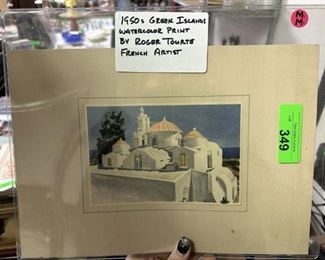 1950s Greek Islands
Watercolor Print
By Roger Tourte
French Artist
MM
349